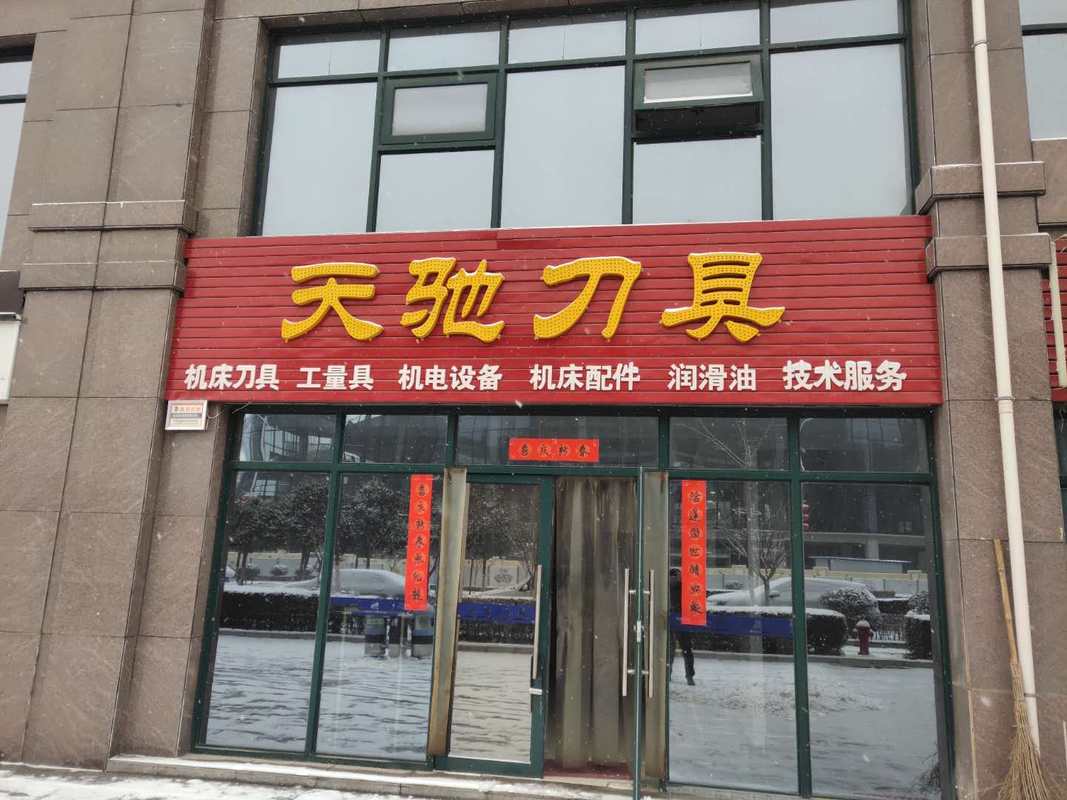 天驰刀具
机床刀具 工量具 机电设备 机床配件 润滑油 技术服务
喜庆新春